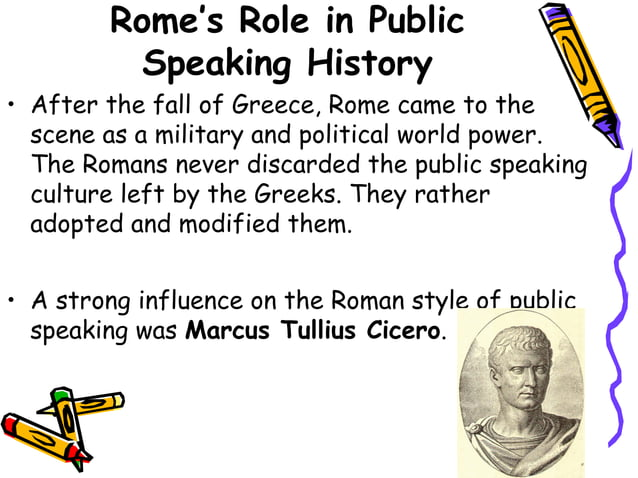 Rome’s Role in Public
Speaking History
• After the fall of Greece, Rome came to the
scene as a military and political world power.
The Romans never discarded the public speaking
culture left by the Greeks. They rather
adopted and modified them.
• A strong influence on the Roman style of public
speaking was Marcus Tullius Cicero.